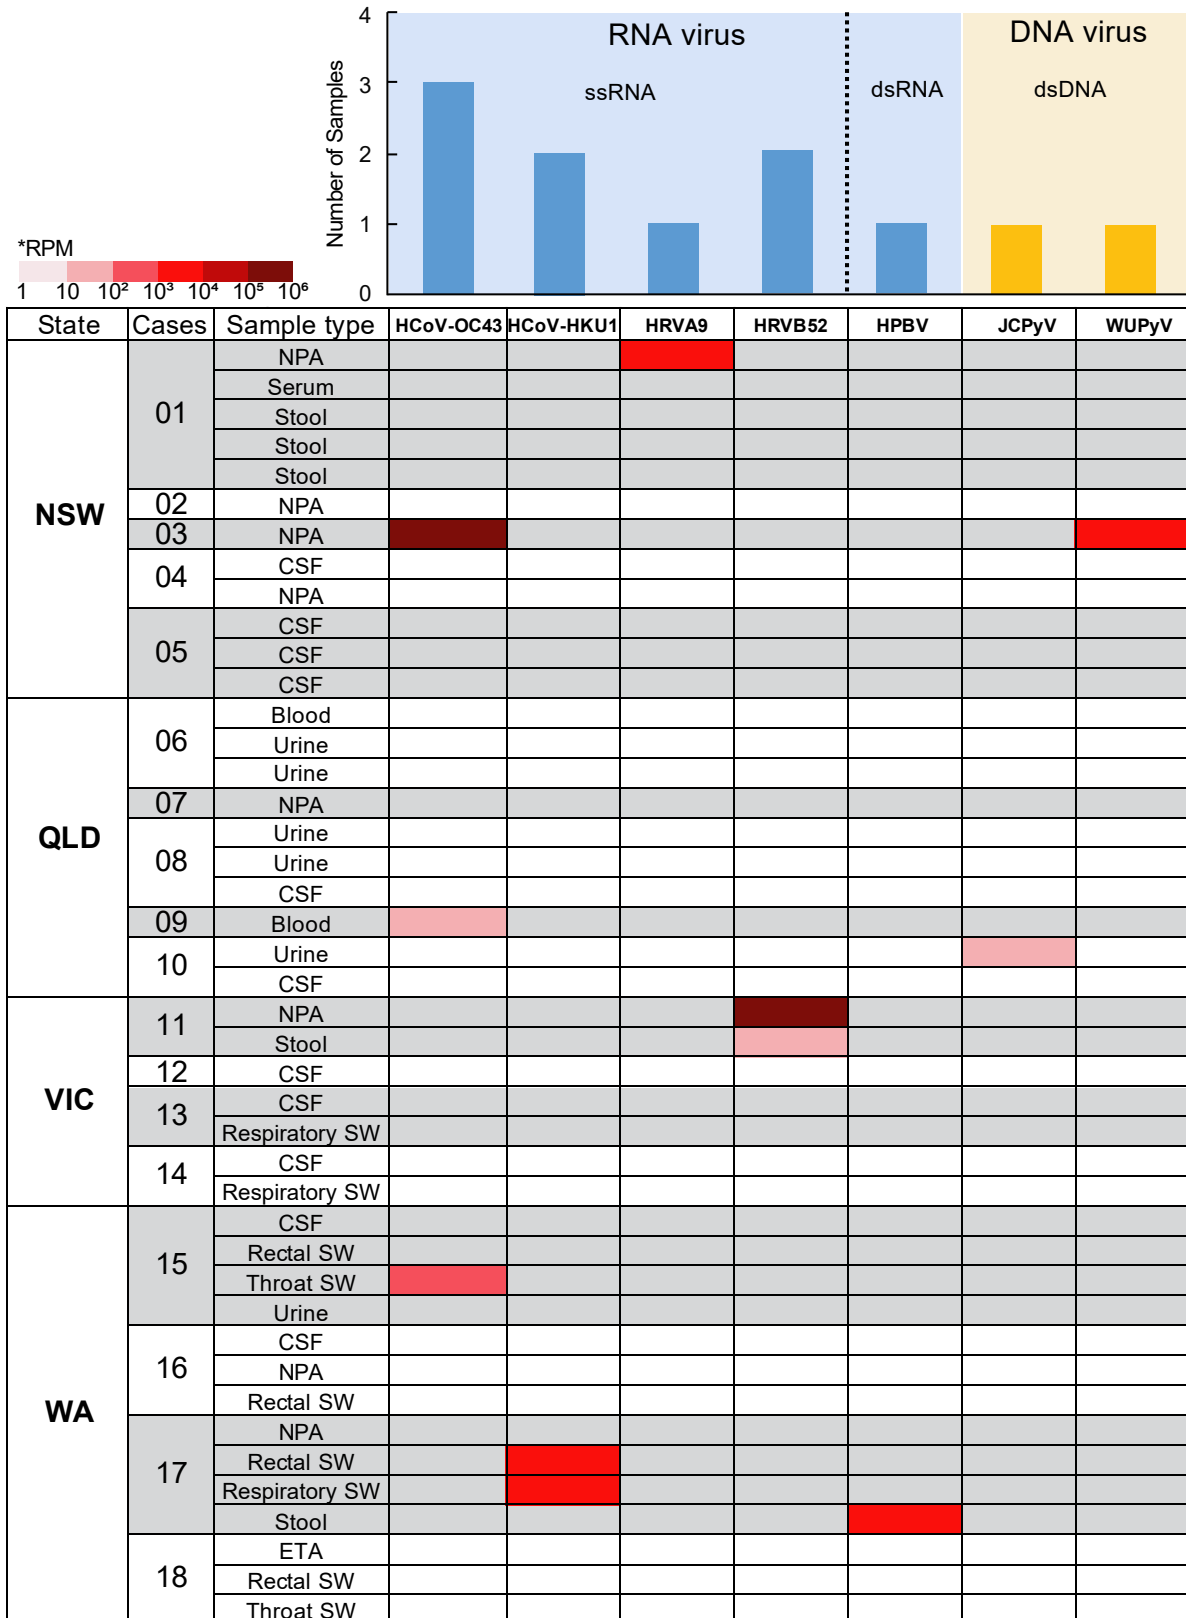 4
RNA virus
DNA virus
3
ssRNA
dsRNA
dsDNA
Number of Samples
2
1
0
*RPM
1 10 10² 10³ 10⁴ 10⁵ 10⁶
State Cases Sample type HCoV-OC43 HCoV-HKU1 HRVA9 HRVB52 HPBV JCPyV WUPyV
NSW
01
NPA
Serum
Stool
Stool
Stool
02 NPA
03 NPA
04
CSF
NPA
05
CSF
CSF
CSF
QLD
06
Blood
Urine
Urine
07 NPA
08
Urine
Urine
CSF
09 Blood
10
Urine
CSF
VIC
11
NPA
Stool
12 CSF
13
CSF
Respiratory SW
14
CSF
Respiratory SW
WA
15
CSF
Rectal SW
Throat SW
Urine
16
CSF
NPA
Rectal SW
17
NPA
Rectal SW
Respiratory SW
Stool
18
ETA
Rectal SW
Throat SW